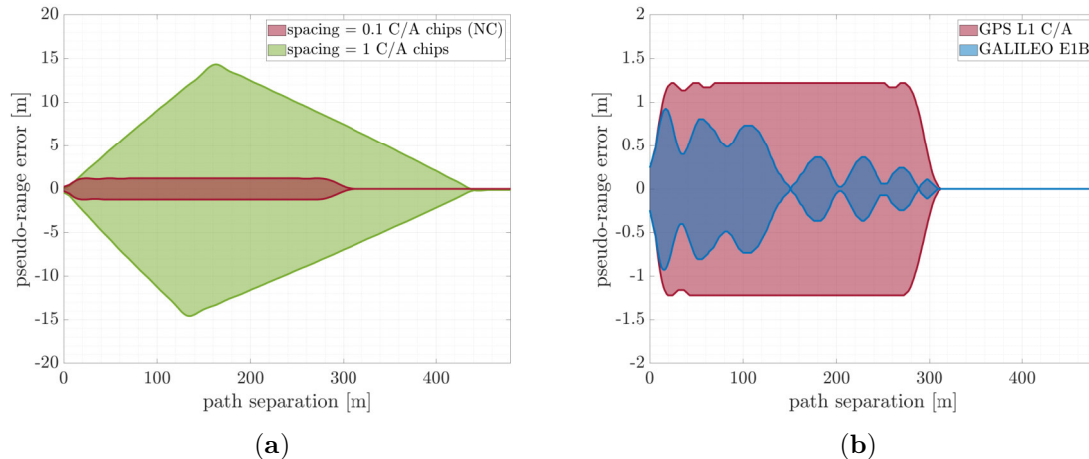 20
15
10
5
0
-5
-10
-15
-20
pseudo-range error [m]
0
100
200
300
400
path separation [m]
spacing = 0.1 C/A chips (NC)
spacing = 1 C/A chips
(a)
2
1.5
1
0.5
0
0.5
-1
-1.5
-2
pseudo-range error [m]
0
100
200
300
400
path separation [m]
GPS L1 C/A
GALILEO E1B
(b)